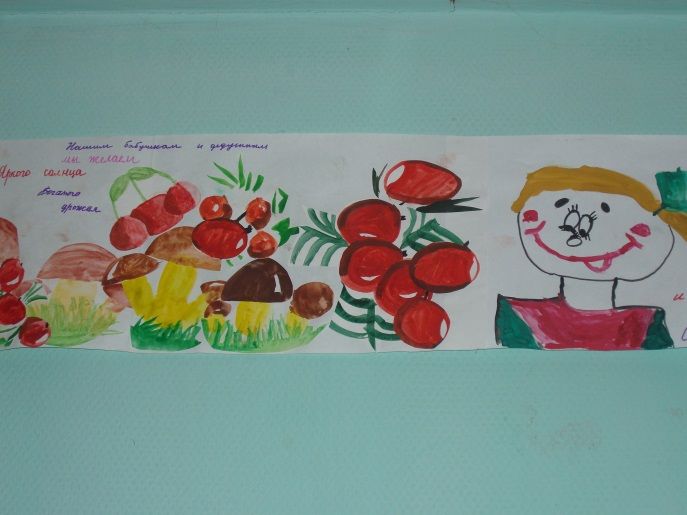 Нашим бабушкам и дедушкам
мы желаем
Яркого солнца
Богатого
урожая
и